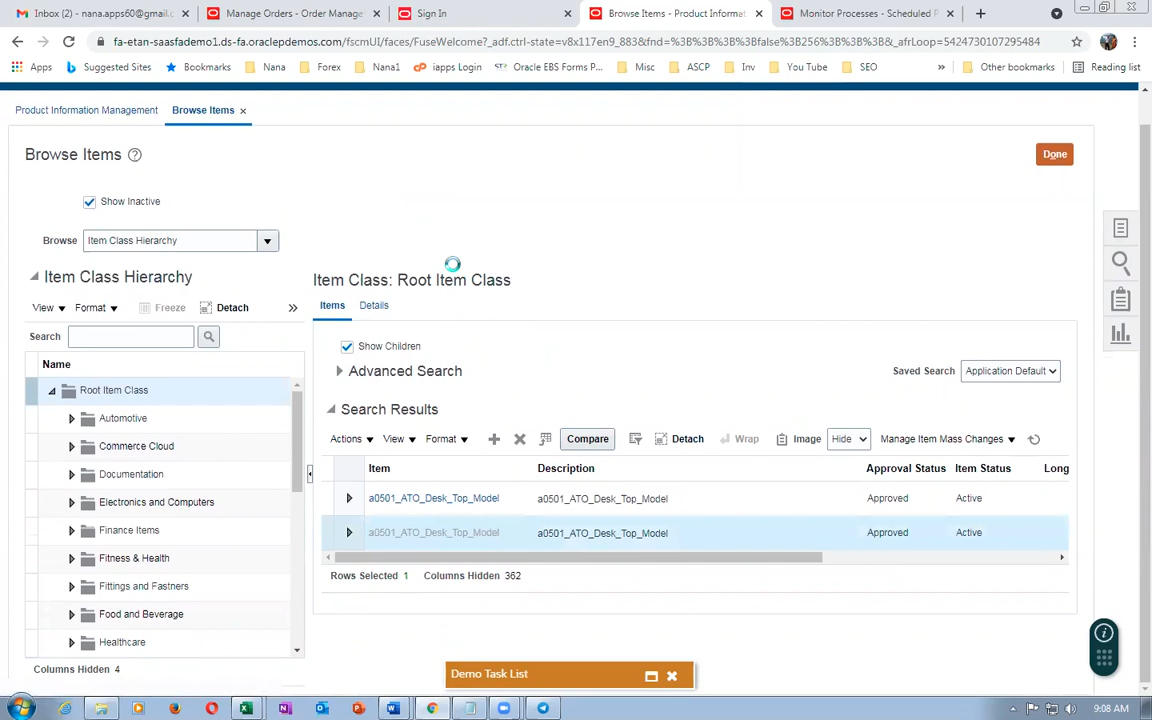 Inbox (2) - nana.apps60@gmail.c
Manage Orders - Order Manage
Sign In
Browse Items - Product Informat
Monitor Processes - Scheduled P
fa-etan-saasfademo1.ds-fa.oraclepdemos.com/fscmUI/faces/FuseWelcome?_adf.ctrl-state=v8x117en9_883&fnd=%3B%3B%3B%3Bfalse%3B256%3B%3B%3B&_afrLoop=5424730107295484
Apps
Suggested Sites
Bookmarks
Nana
Forex
Nana1
iapps Login
Oracle EBS Forms P...
Misc
ASCP
Inv
You Tube
SEO
»
Other bookmarks
Reading list
Product Information Management
Browse Items
Browse Items
Done
Show Inactive
Browse
Item Class Hierarchy
Item Class Hierarchy
View
Format
Freeze
Detach
»
Search
Name
Root Item Class
Automotive
Commerce Cloud
Documentation
Electronics and Computers
Finance Items
Fitness & Health
Fittings and Fastners
Food and Beverage
Healthcare
Columns Hidden 4
Item Class: Root Item Class
Items
Details
Show Children
Advanced Search
Saved Search
Application Default
Search Results
Actions
View
Format
Compare
Detach
Wrap
Image
Hide
Manage Item Mass Changes
Item
Description
Approval Status
Item Status
Long
a0501_ATO_Desk_Top_Model
a0501_ATO_Desk_Top_Model
Approved
Active
a0501_ATO_Desk_Top_Model
a0501_ATO_Desk_Top_Model
Approved
Active
Rows Selected 1
Columns Hidden 362
Demo Task List
9:08 AM